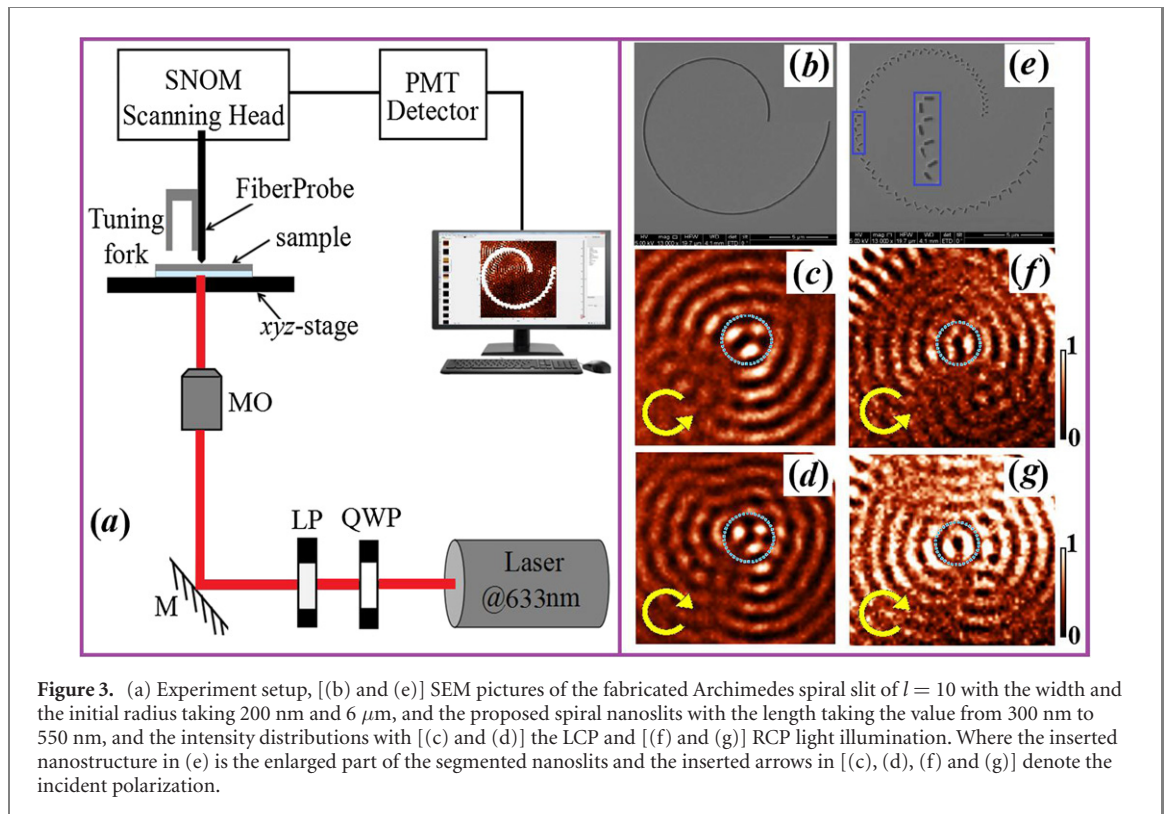 SNOM
Scanning Head
PMT
Detector
FiberProbe
Tuning
fork
sample
xyz-stage
MO
(a)
LP
QWP
M
Laser
@633nm
(b)
(e)
5 μm
5 μm
(c)
(f)
1
0
(d)
(g)
1
0
Figure 3. (a) Experiment setup, [(b) and (e)] SEM pictures of the fabricated Archimedes spiral slit of l = 10 with the width and
the initial radius taking 200 nm and 6 μm, and the proposed spiral nanoslits with the length taking the value from 300 nm to
550 nm, and the intensity distributions with [(c) and (d)] the LCP and [(f) and (g)] RCP light illumination. Where the inserted
nanostructure in (e) is the enlarged part of the segmented nanoslits and the inserted arrows in [(c), (d), (f) and (g)] denote the
incident polarization.